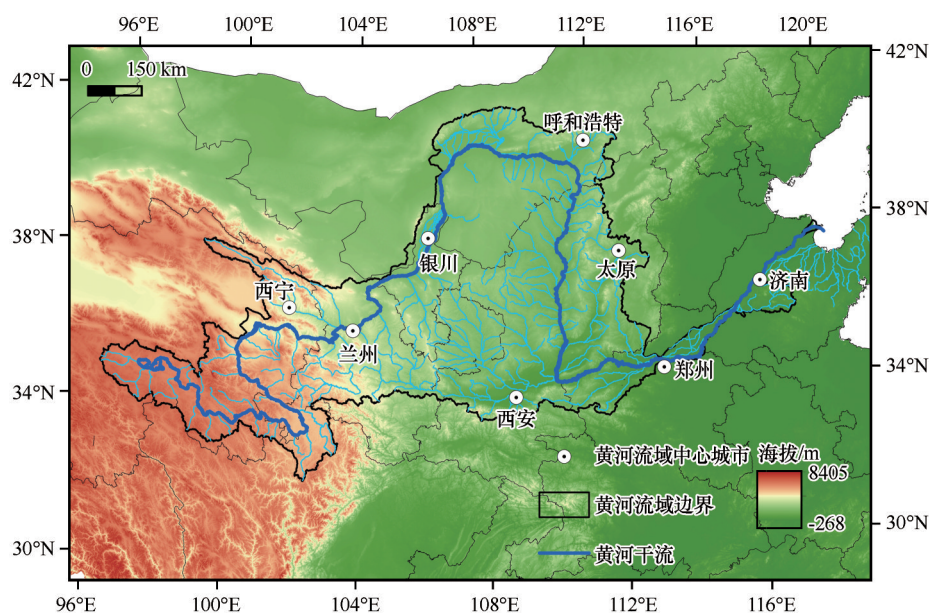 96°E 100°E 104°E 108°E 112°E 116°E 120°E
42°N 42°N
0 150 km
呼和浩特
38°N 38°N
银川
太原
西宁
济南
兰州
34°N 34°N
郑州
西安
黄河流域中心城市
海拔/m
8405
黄河流域边界
-268
30°N 30°N
黄河干流
96°E 100°E 104°E 108°E 112°E 116°E